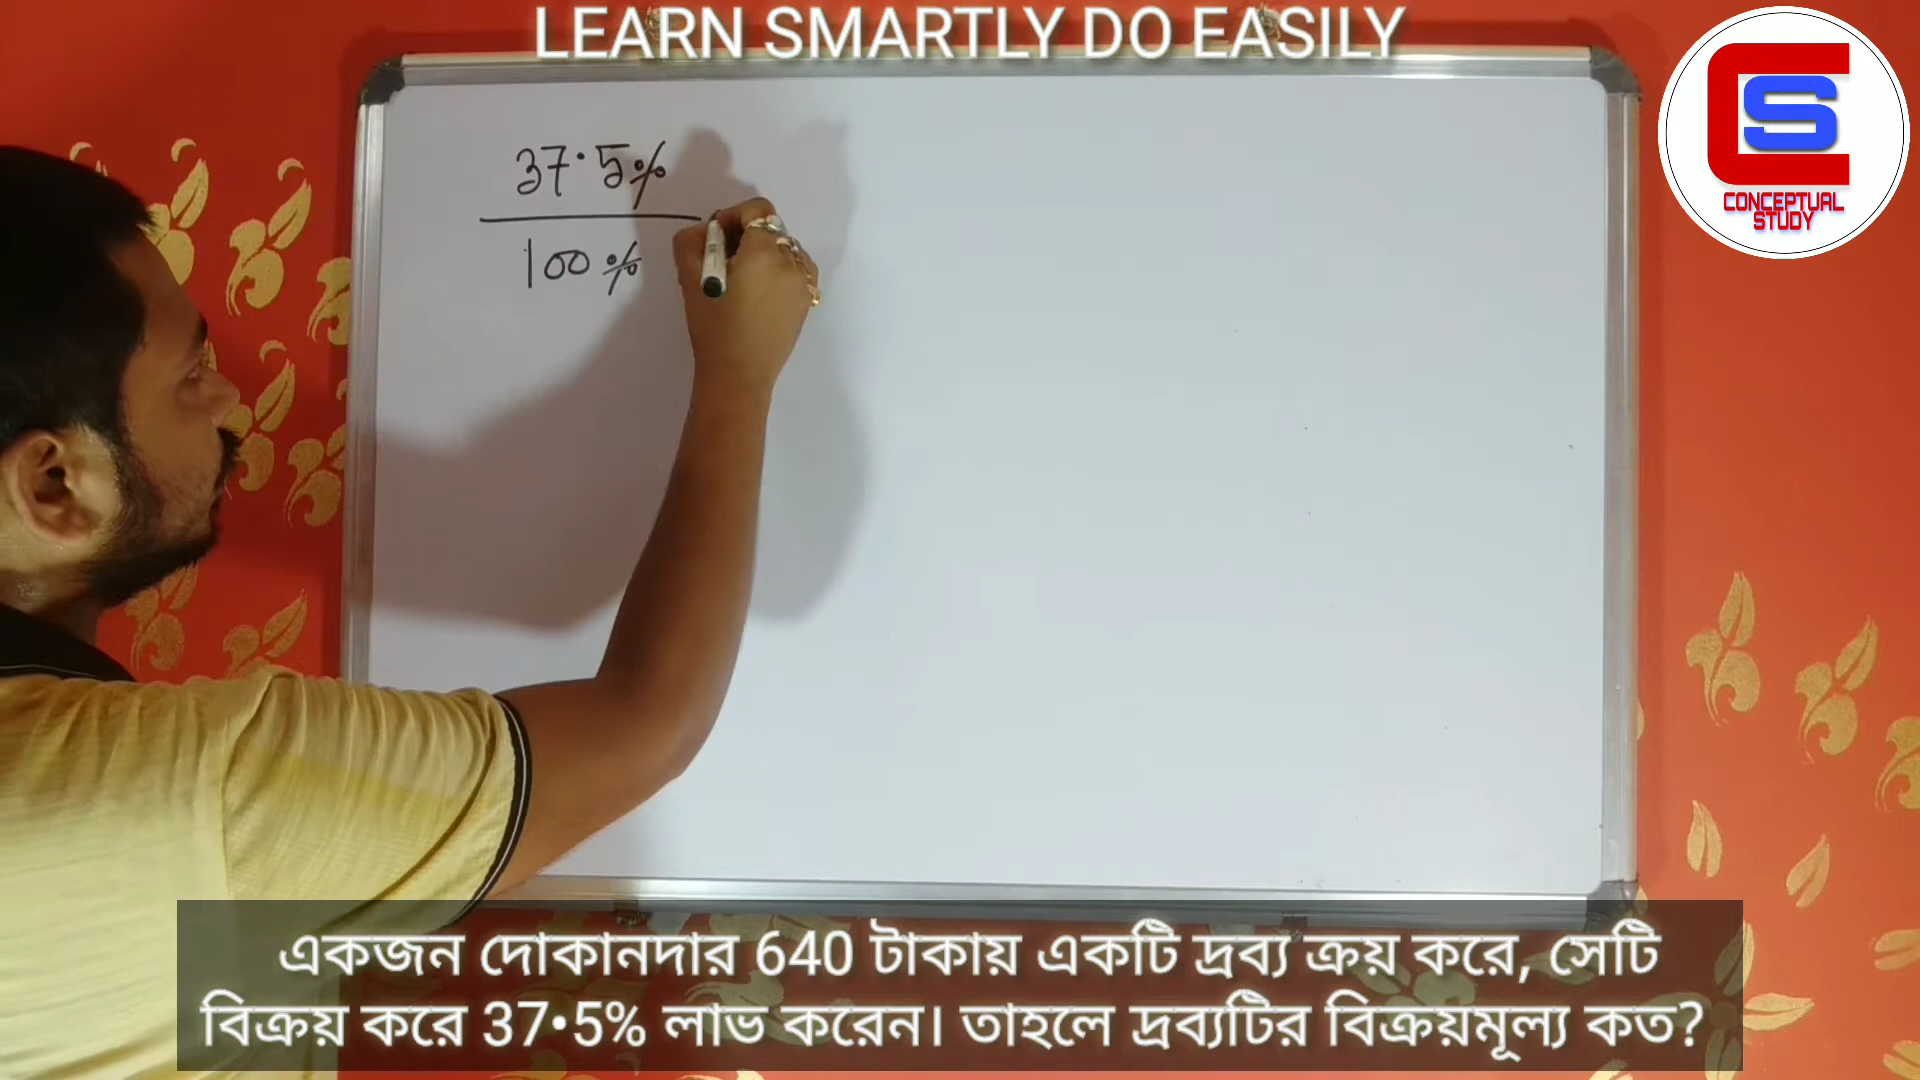 LEARN SMARTLY DO EASILY
CS
CONCEPTUAL
STUDY
37·5%
100%
একজন দোকানদার 640 টাকায় একটি দ্রব্য ক্রয় করে, সেটি
বিক্রয় করে 37•5% লাভ করেন। তাহলে দ্রব্যটির বিক্রয়মূল্য কত?